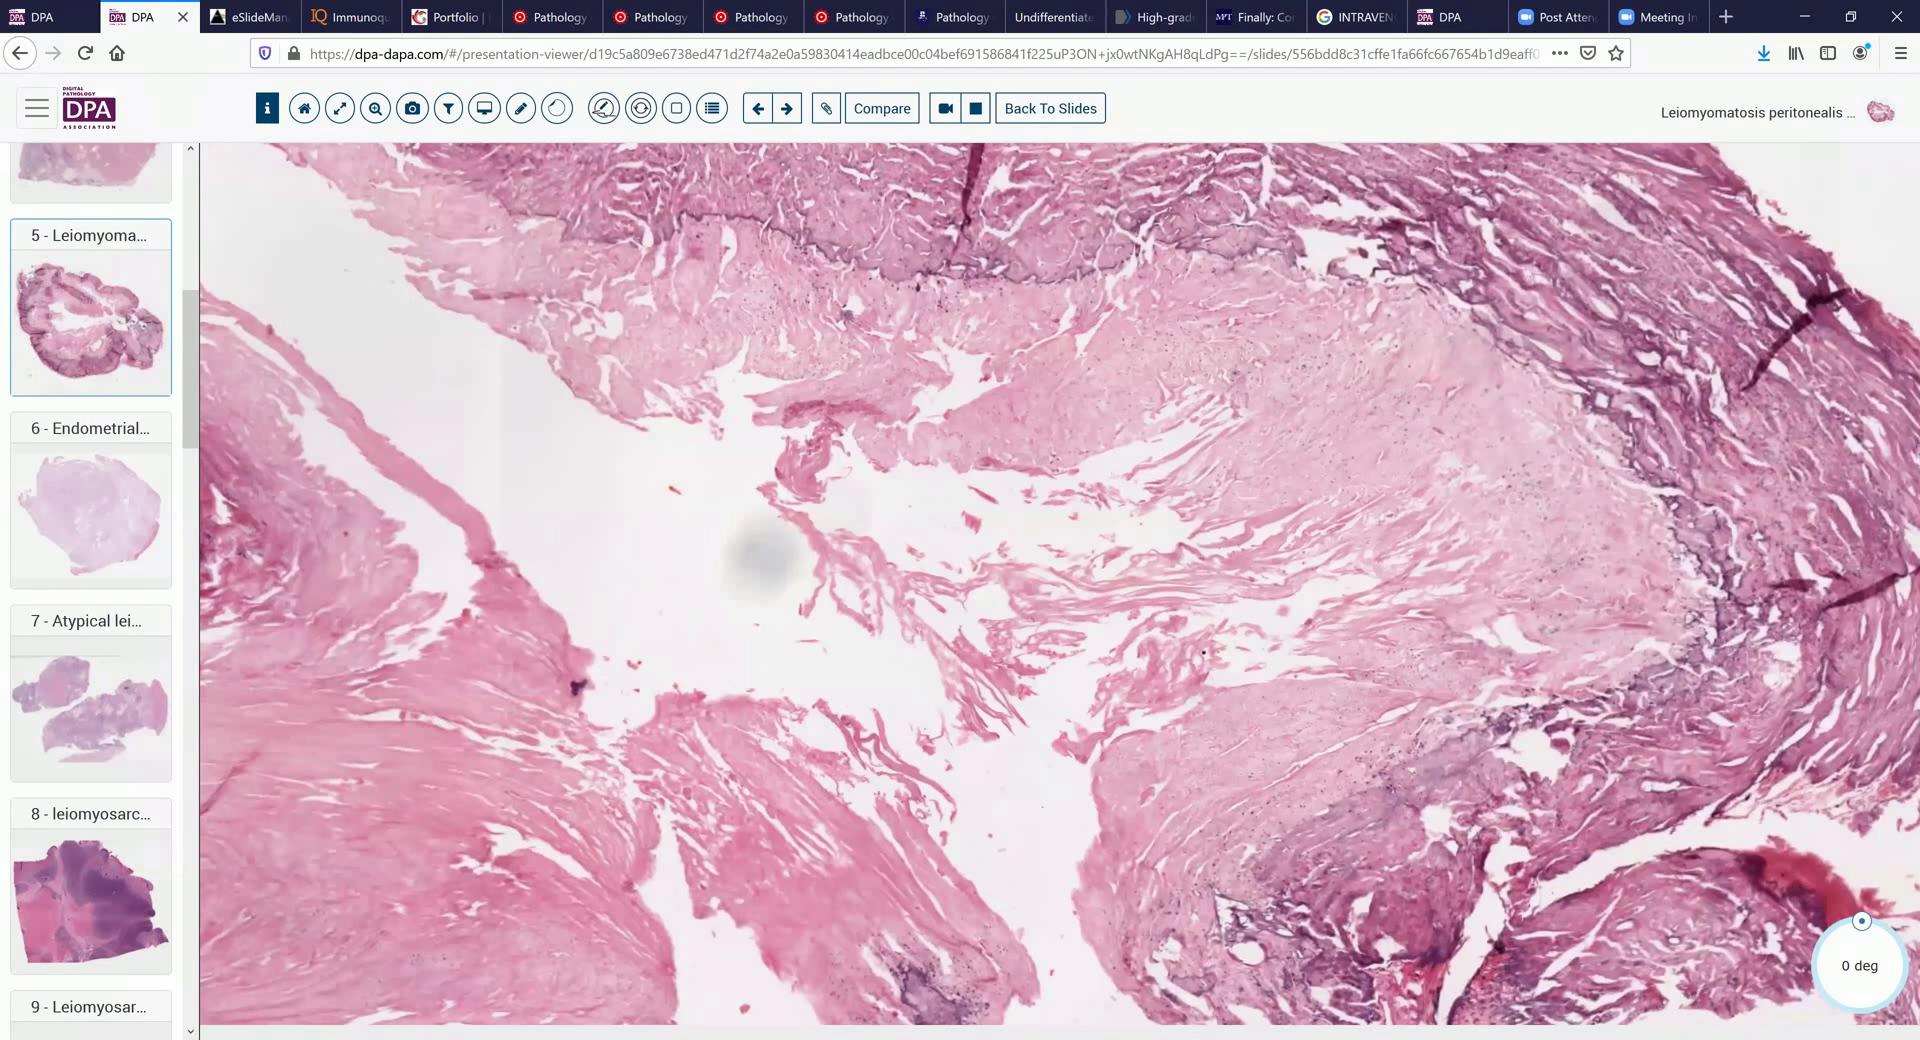 DPA
DPA
eSlideMan
Immunoqu
Portfolio |
Pathology
Pathology
Pathology
Pathology
Pathology
Undifferentiate
High-grad
Finally: Co
INTRAVEN
DPA
Post Atten
Meeting In
https://dpa-dapa.com/#/presentation-viewer/d19c5a809e6738ed471d2f74a2e0a59830414eadbce00c04bef691586841f225uP3ON+jx0wtNKgAH8qLdPg==/slides/556bdd8c31cffe1fa66fc667654b1d9eaff0
DIGITAL
PATHOLOGY
DPA
ASSOCIATION
Compare
Back To Slides
Leiomyomatosis peritonealis ...
5 - Leiomyoma...
6 - Endometrial...
7 - Atypical lei...
8 - leiomyosarc...
9 - Leiomyosar...
0 deg